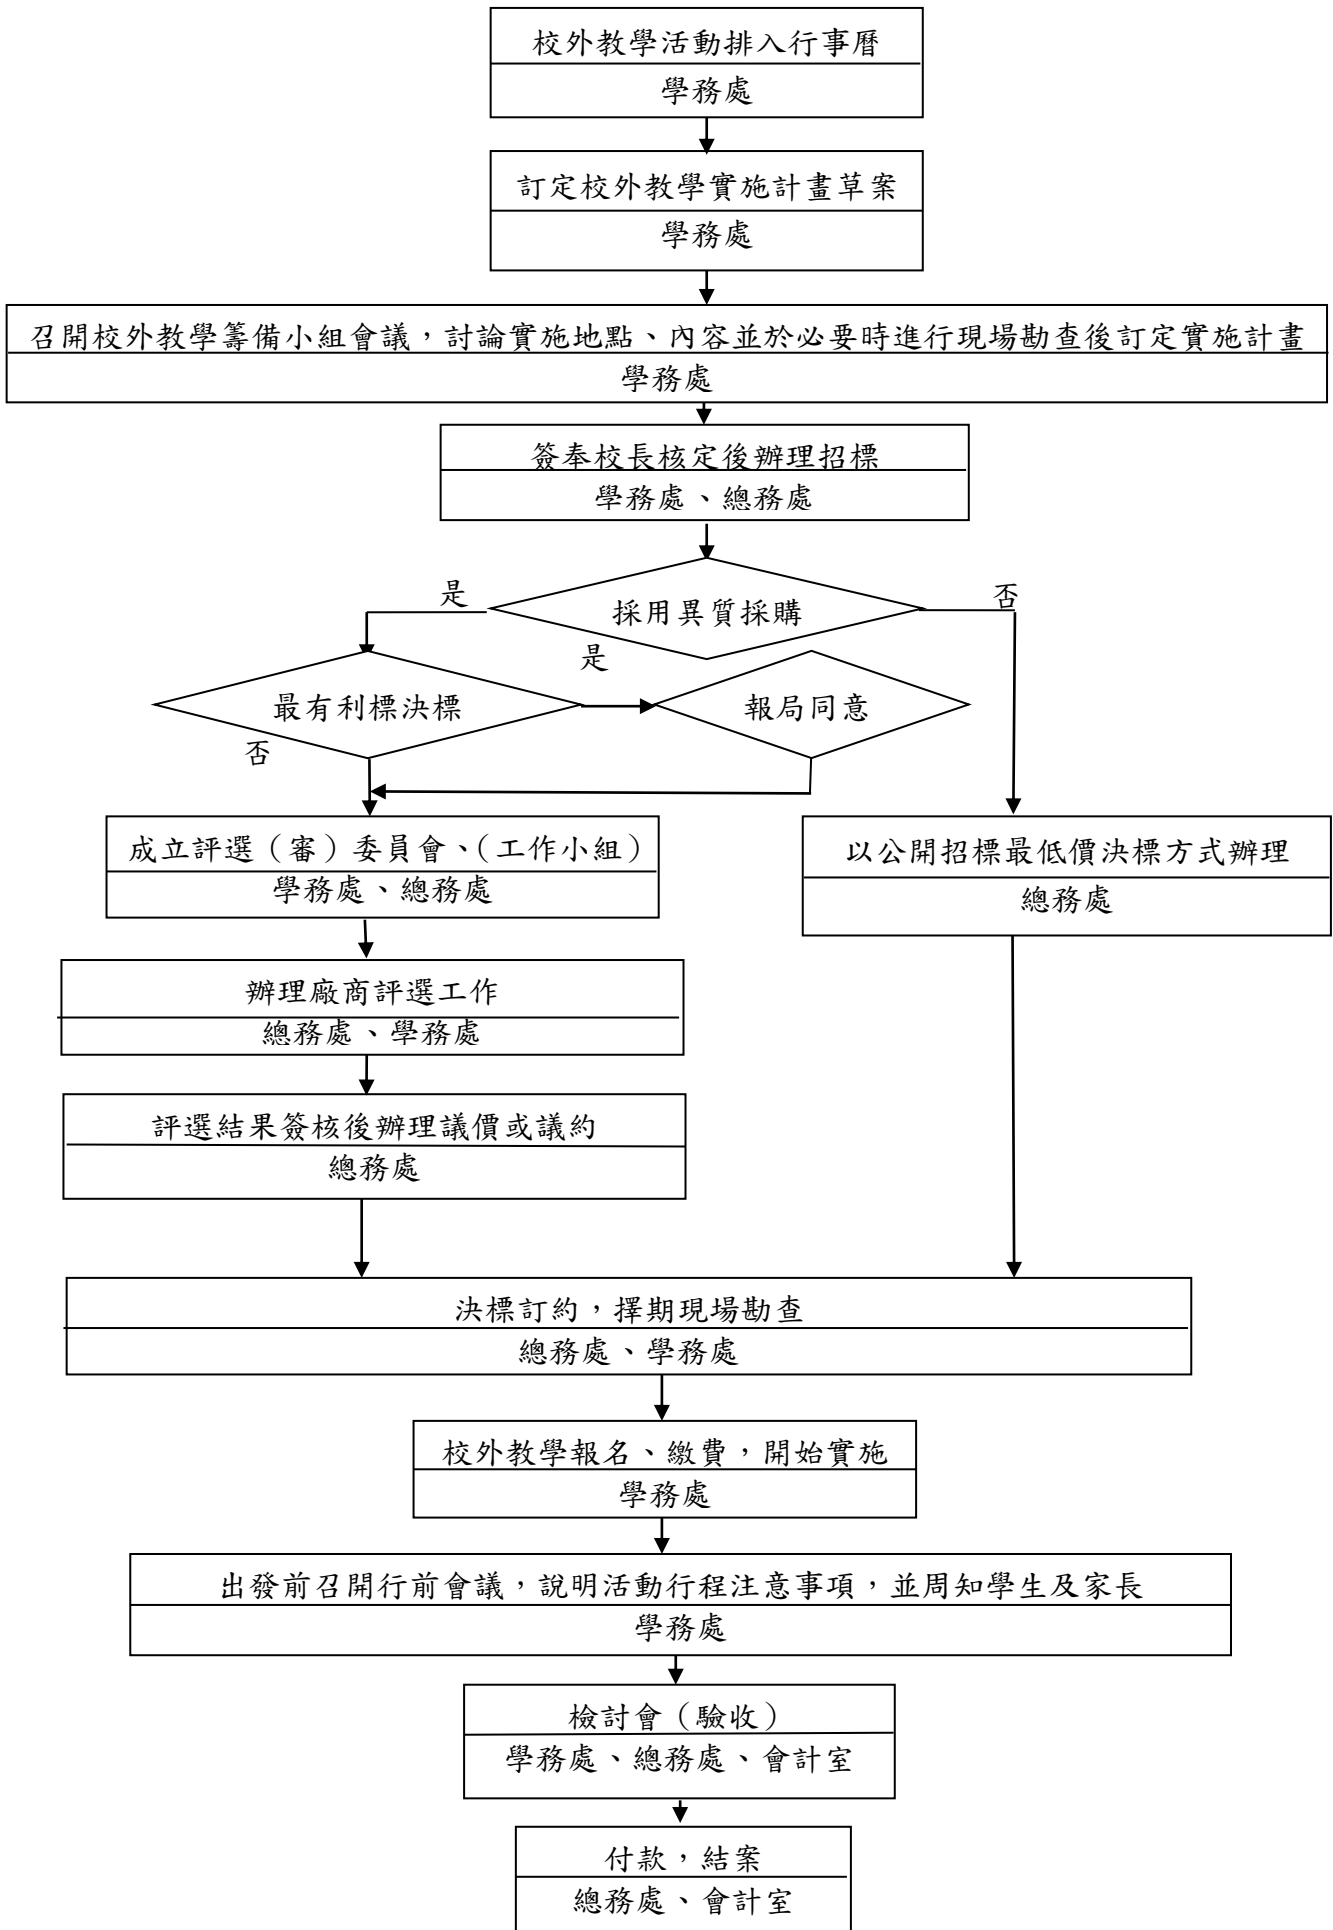 校外教學活動排入行事曆
學務處
訂定校外教學實施計畫草案
學務處
召開校外教學籌備小組會議，討論實施地點、內容並於必要時進行現場勘查後訂定實施計畫
學務處
簽奉校長核定後辦理招標
學務處、總務處
是
採用異質採購
否
是
最有利標決標
報局同意
否
成立評選（審）委員會、（工作小組）
學務處、總務處
以公開招標最低價決標方式辦理
總務處
辦理廠商評選工作
總務處、學務處
評選結果簽核後辦理議價或議約
總務處
決標訂約，擇期現場勘查
總務處、學務處
校外教學報名、繳費，開始實施
學務處
出發前召開行前會議，說明活動行程注意事項，並周知學生及家長
學務處
檢討會（驗收）
學務處、總務處、會計室
付款，結案
總務處、會計室